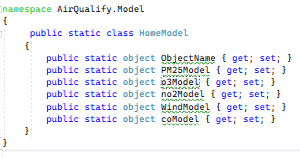 namespace AirQualify.Model
{
public static class HomeModel
{
public static object ObjectName { get; set; }
public static object PM25Model { get; set; }
public static object o3Model { get; set; }
public static object no2Model { get; set; }
public static object WindModel { get; set; }
public static object coModel { get; set; }
}
}